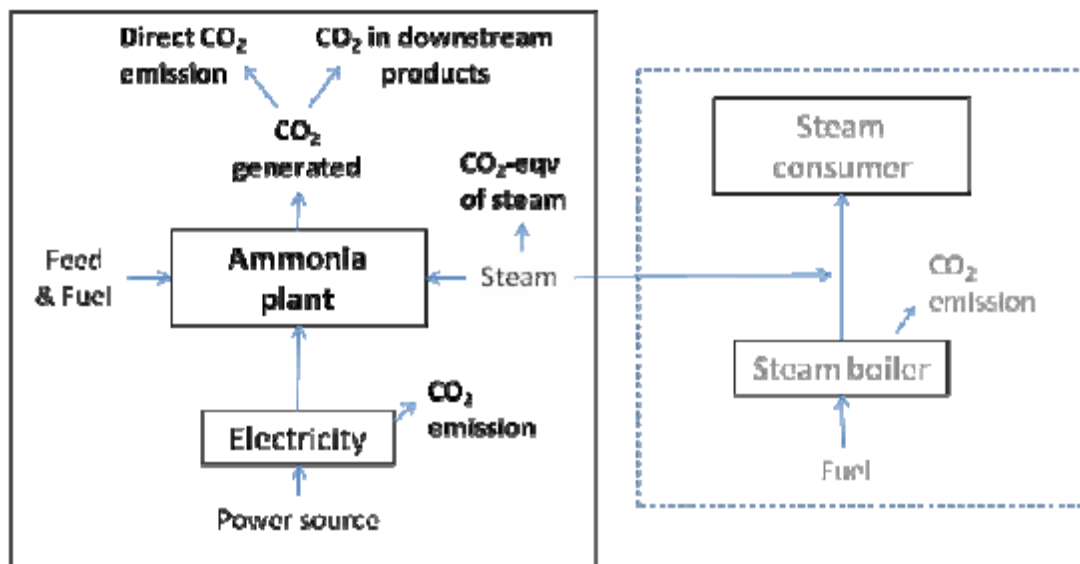 Direct CO₂
emission
CO₂ in downstream
products
CO₂
generated
CO₂-eqv
of steam
Feed
& Fuel
Ammonia
plant
Steam
Electricity
CO₂
emission
Power source
Steam
consumer
CO₂
emission
Steam boiler
Fuel